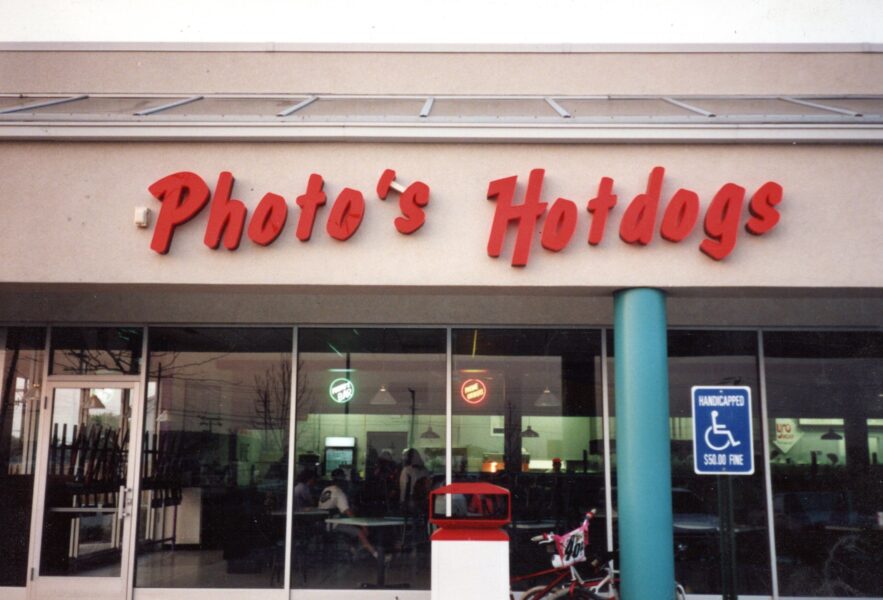 Photo's Hotdogs
HANDICAPPED
$50.00 FINE